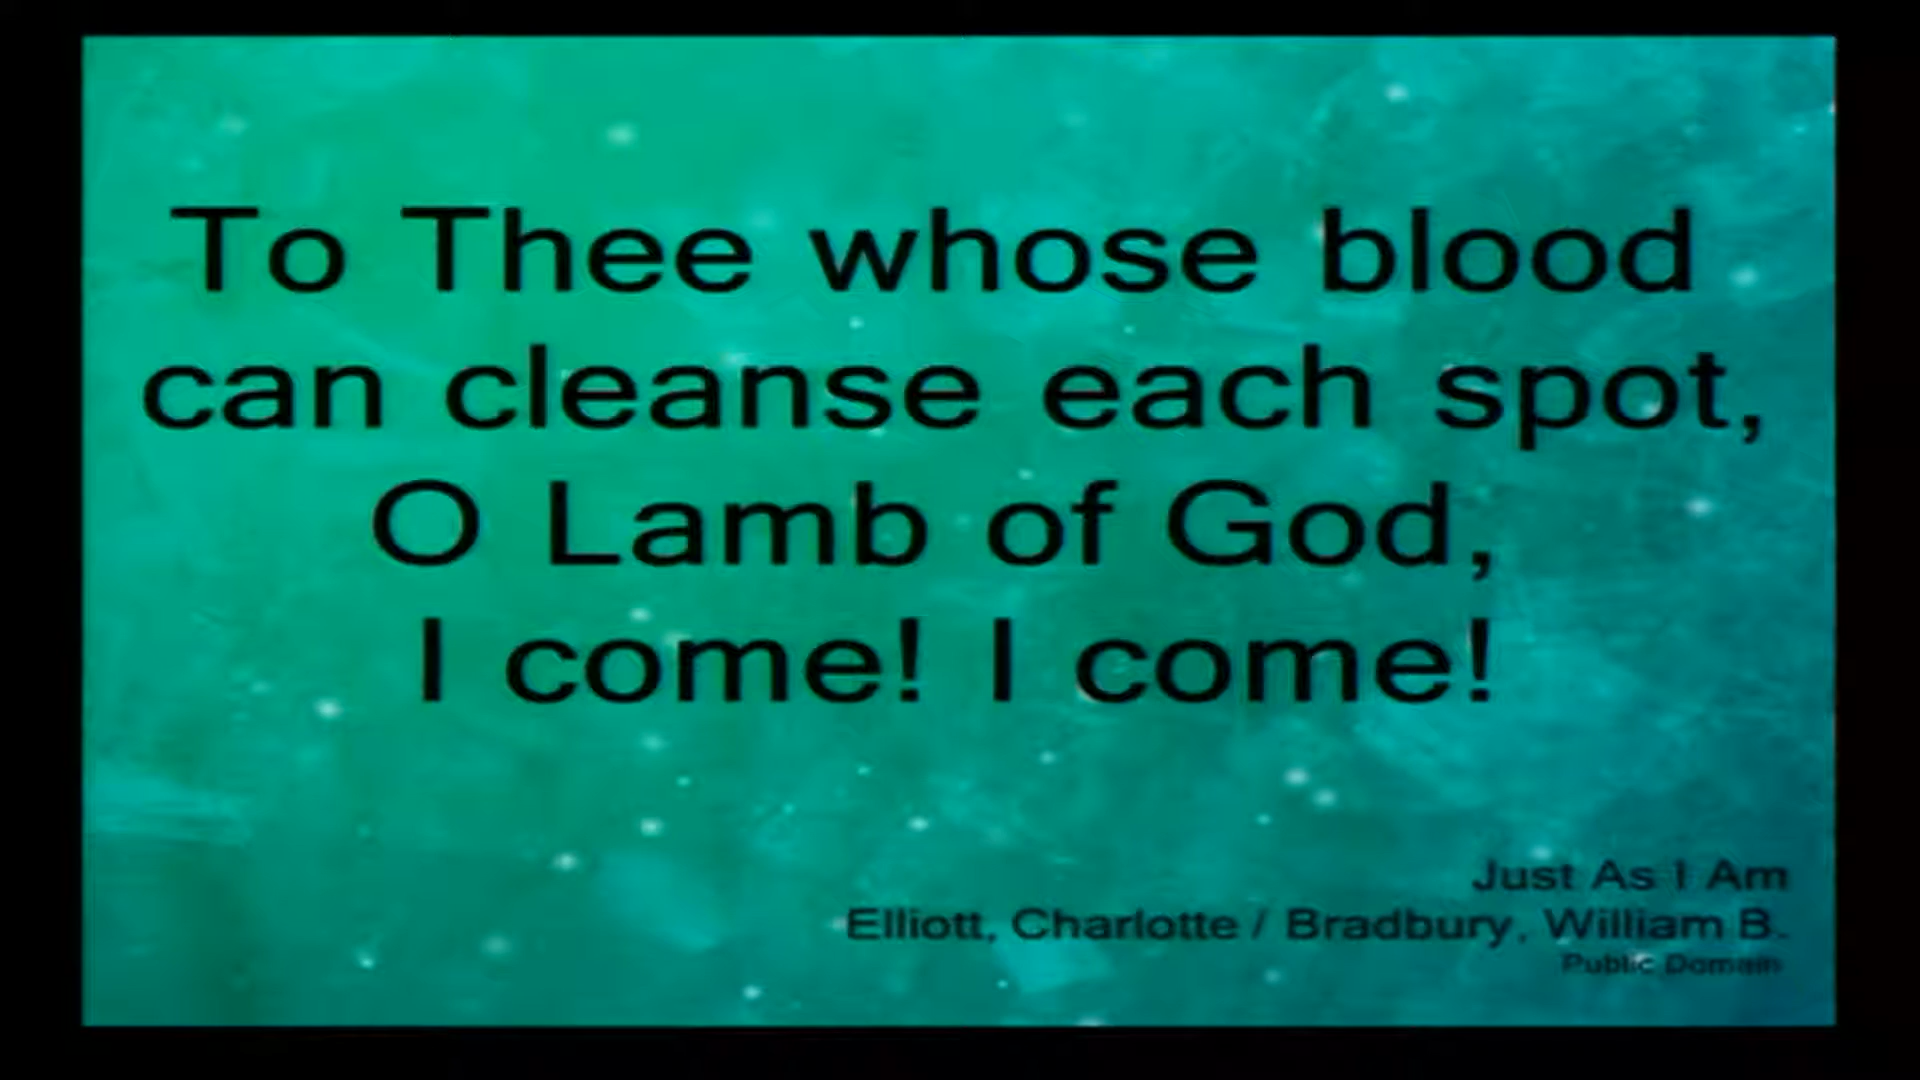 To Thee whose blood
can cleanse each spot,
O Lamb of God,
I come! I come!
Just As I Am
Elliott, Charlotte / Bradbury, William B.
Public Domain